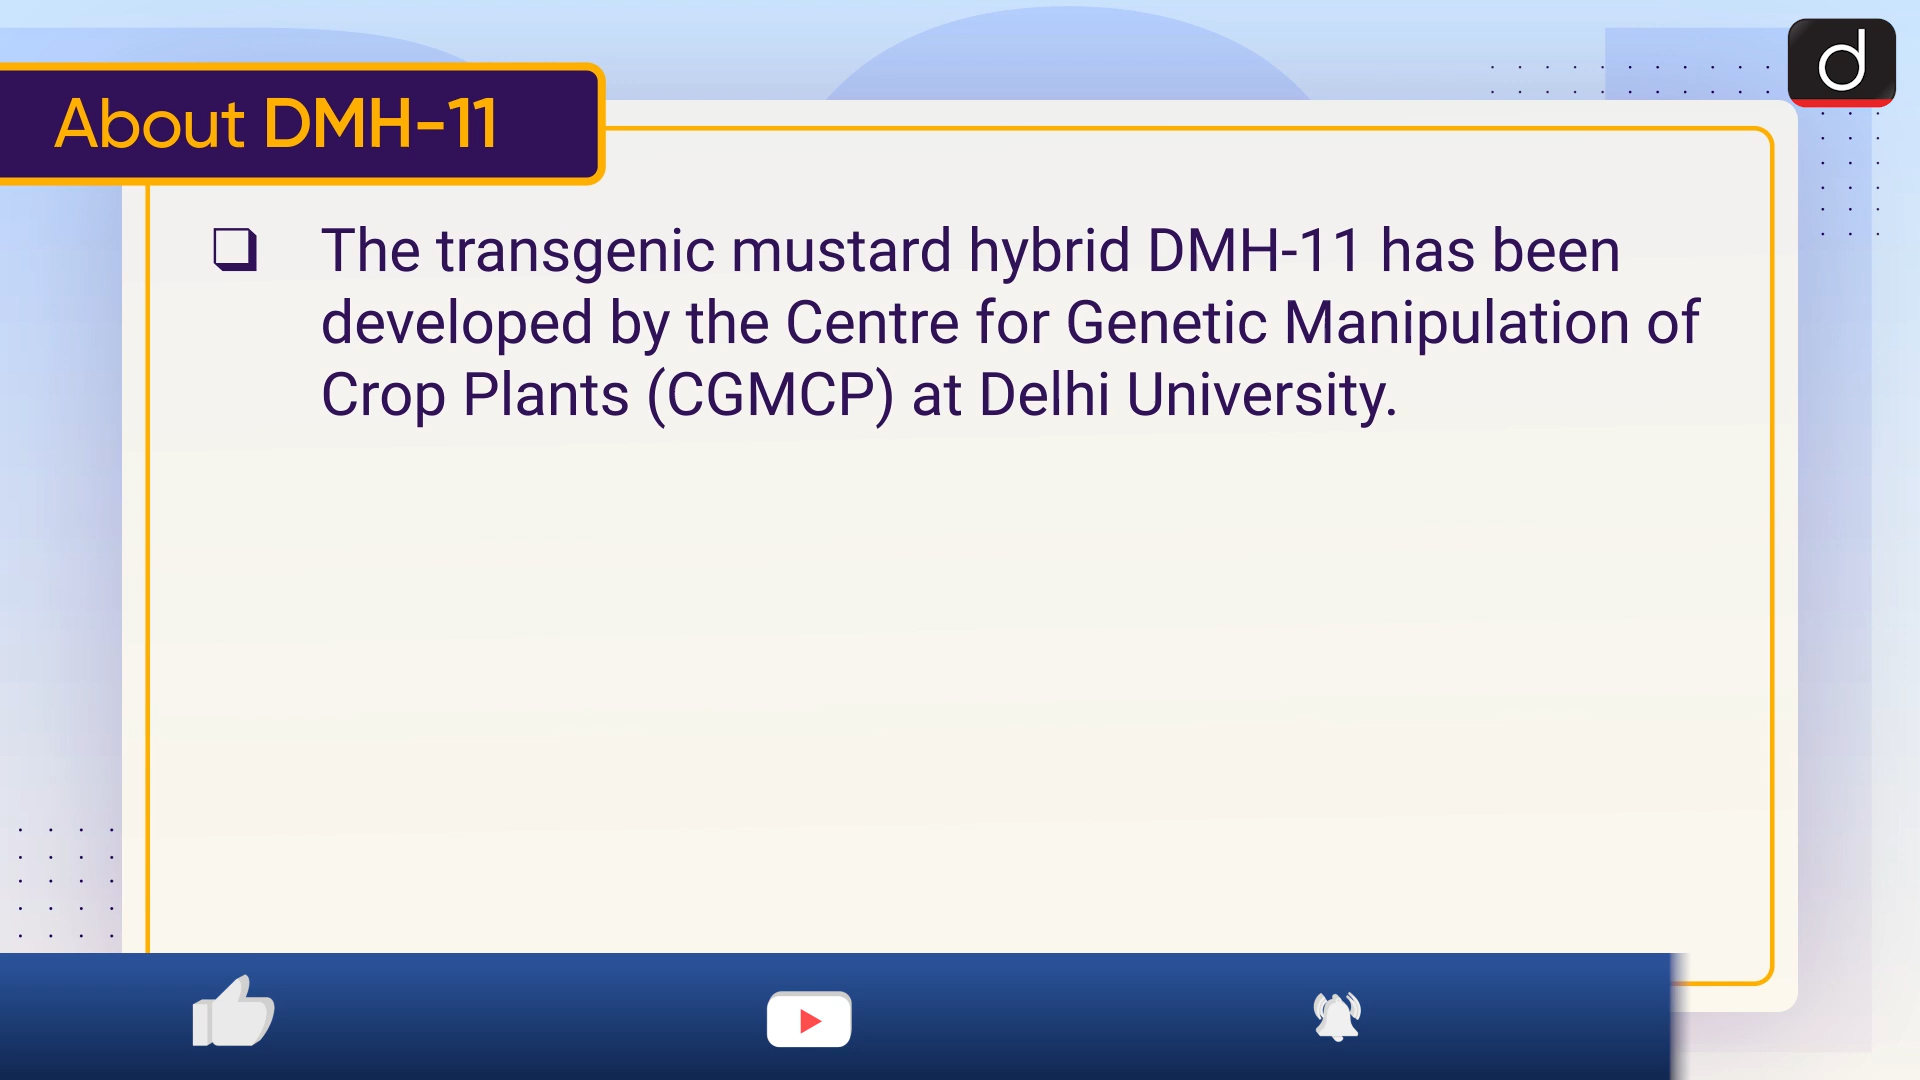 About DMH-11
The transgenic mustard hybrid DMH-11 has been
developed by the Centre for Genetic Manipulation of
Crop Plants (CGMCP) at Delhi University.
d